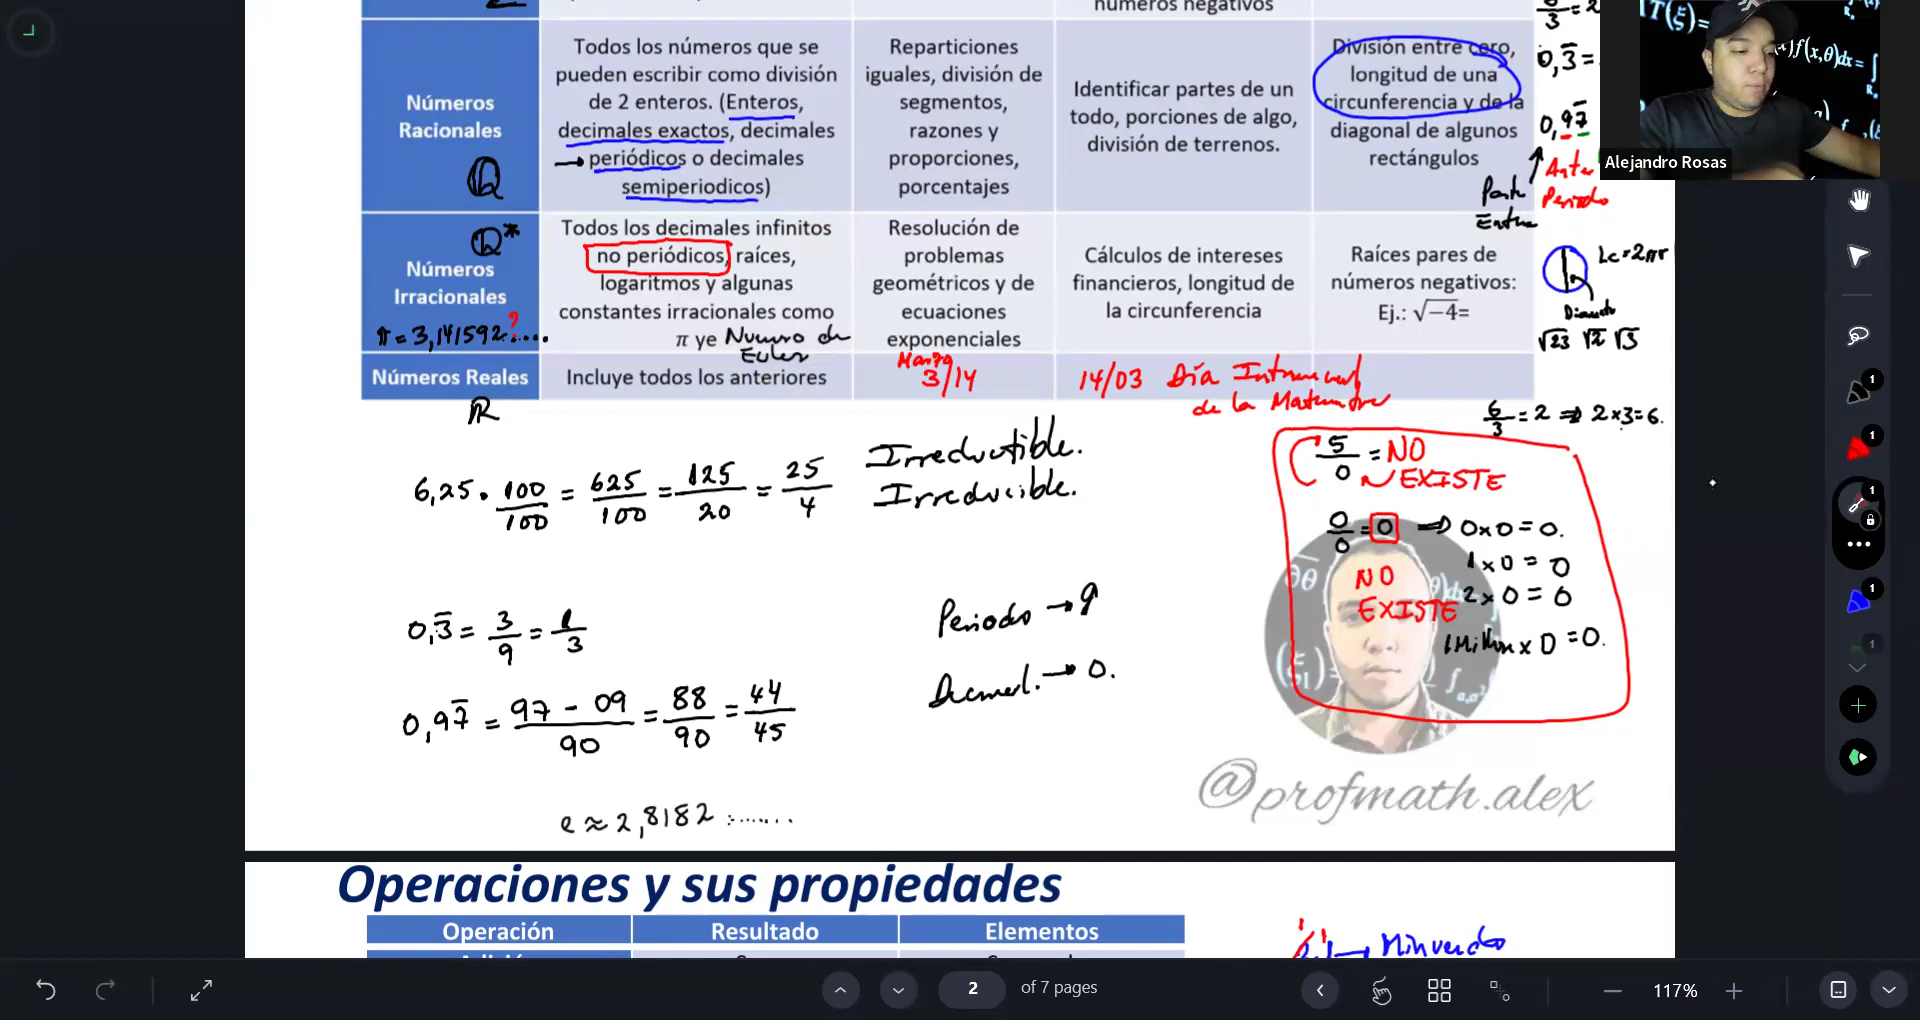 números negativos
Números
Racionales
Q
Todos los números que se
pueden escribir como división
de 2 enteros. (Enteros,
decimales exactos, decimales
periódicos o decimales
semiperiodicos)
Reparticiones
iguales, división de
segmentos,
razones y
proporciones,
porcentajes
Identificar partes de un
todo, porciones de algo,
división de terrenos.
División entre cero,
longitud de una
circunferencia y de la
diagonal de algunos
rectángulos
0,3̅=
0,97̅
Ante
Periodo
Parte
Entera
Alejandro Rosas
Q*
Números
Irracionales
π = 3,141592?.....
Todos los decimales infinitos
no periódicos, raíces,
logaritmos y algunas
constantes irracionales como
π y e Numero de
Euler
Resolución de
problemas
geométricos y de
ecuaciones
exponenciales
Cálculos de intereses
financieros, longitud de
la circunferencia
Raíces pares de
números negativos:
Ej.: √-4=
Lc=2πr
Diametro
√23 √2 √5
Números Reales
R
Incluye todos los anteriores
3/14
14/03 Día
de la
6/3 = 2 ⇒ 2×3=6.
6,25 · 100/100 = 625/100 = 125/20 = 25/4
Irreductible.
Irreducible.
5/0 = NO
EXISTE
0/0 = 0 ⇒ 0×0=0.
NO
EXISTE
1×0=0
2×0=0
1Millon×0=0.
0,3̅ = 3/9 = 1/3
Periodo → 9
0,97̅ = 97 - 09/90 = 88/90 = 44/45
Decimal. → 0.
e ≈ 2,8182 .......
@profmath.alex
Operaciones y sus propiedades
Operación
Resultado
Elementos
Minuendo
2
of 7 pages
117%